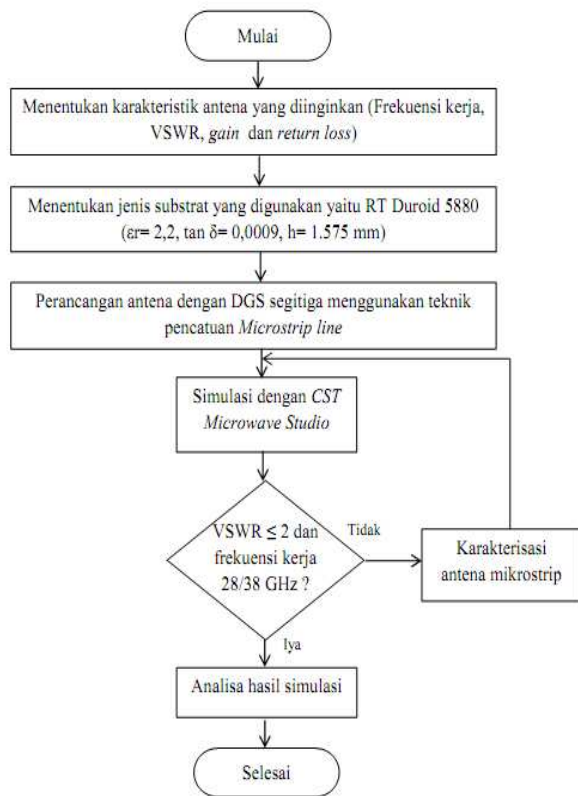 Mulai
Menentukan karakteristik antena yang diinginkan (Frekuensi kerja,
VSWR, gain dan return loss)
Menentukan jenis substrat yang digunakan yaitu RT Duroid 5880
(εr= 2,2, tan δ= 0,0009, h= 1.575 mm)
Perancangan antena dengan DGS segitiga menggunakan teknik
pencatuan Microstrip line
Simulasi dengan CST
Microwave Studio
VSWR ≤ 2 dan
frekuensi kerja
28/38 GHz ?
Tidak
Karakterisasi
antena mikrostrip
Iya
Analisa hasil simulasi
Selesai